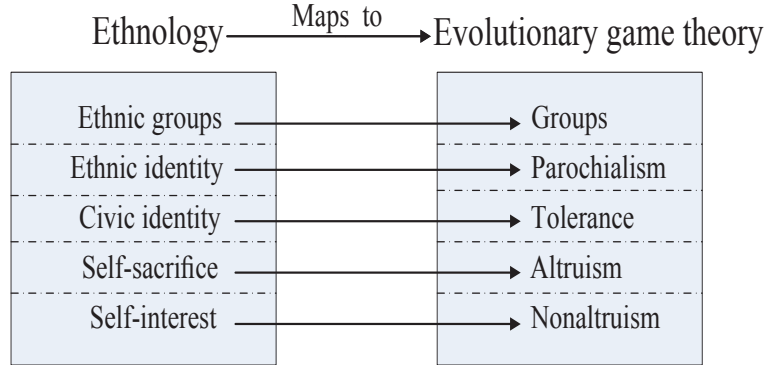 Maps to
Ethnology Evolutionary game theory
Ethnic groups Groups
Ethnic identity Parochialism
Civic identity Tolerance
Self-sacrifice Altruism
Self-interest Nonaltruism